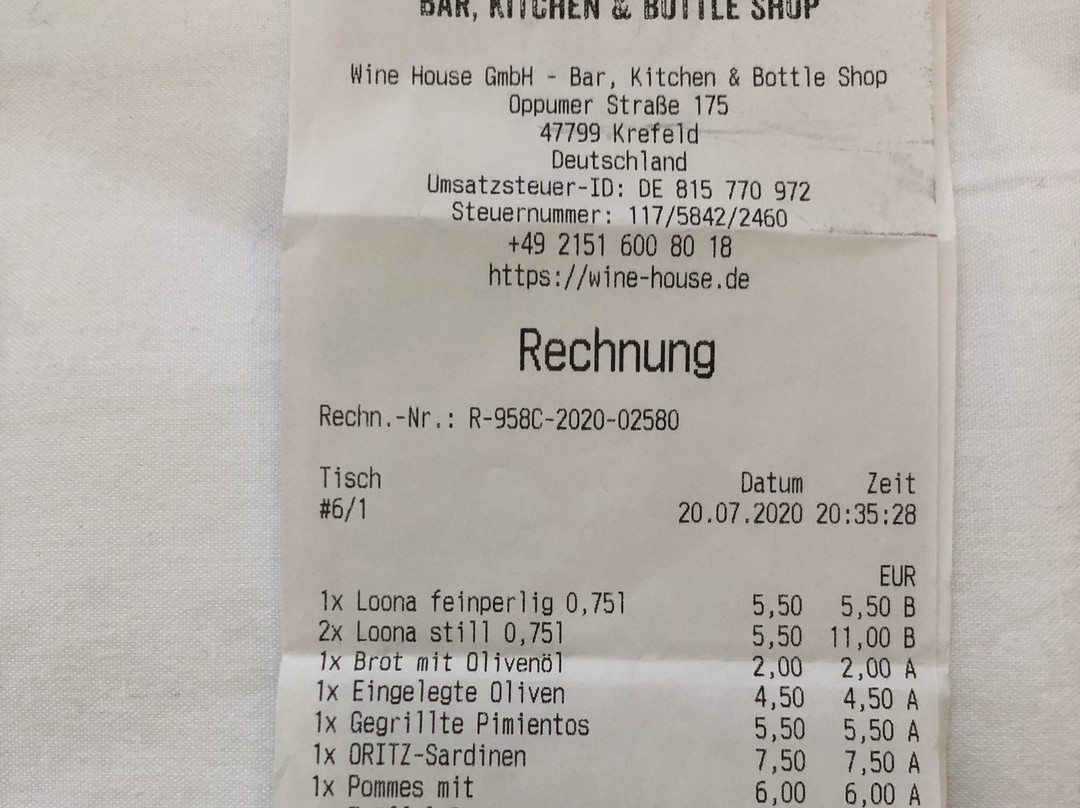 BAR, KITCHEN & BOTTLE SHOP
Wine House GmbH - Bar, Kitchen & Bottle Shop
Oppumer Straße 175
47799 Krefeld
Deutschland
Umsatzsteuer-ID: DE 815 770 972
Steuernummer: 117/5842/2460
+49 2151 600 80 18
https://wine-house.de
Rechnung
Rechn.-Nr.: R-958C-2020-02580
Tisch Datum Zeit
#6/1 20.07.2020 20:35:28
EUR
1x Loona feinperlig 0,75l 5,50 5,50 B
2x Loona still 0,75l 5,50 11,00 B
1x Brot mit Olivenöl 2,00 2,00 A
1x Eingelegte Oliven 4,50 4,50 A
1x Gegrillte Pimientos 5,50 5,50 A
1x ORITZ-Sardinen 7,50 7,50 A
1x Pommes mit 6,00 6,00 A